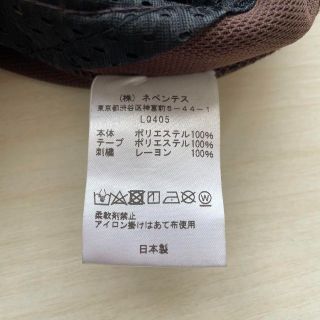 (株) ネペンテス
東京都渋谷区神宮前5-44-1
LQ405
本体 ポリエステル100%
テープ ポリエステル100%
刺繍 レーヨン 100%
柔軟剤禁止
アイロン掛けはあて布使用
日本製